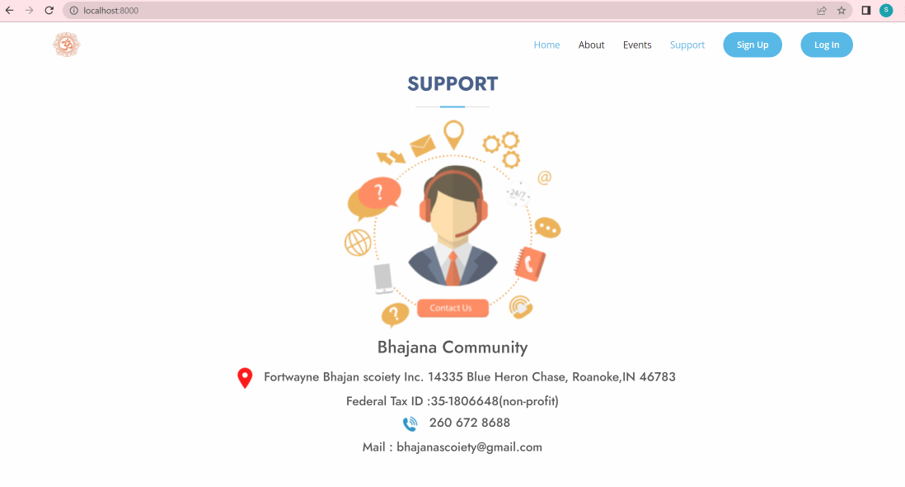 localhost:8000
S
Home About Events Support Sign Up Log In
SUPPORT
@
?
24/7
Contact Us
?
Bhajana Community
Fortwayne Bhajan scoiety Inc. 14335 Blue Heron Chase, Roanoke,IN 46783
Federal Tax ID :35-1806648(non-profit)
260 672 8688
Mail : bhajanascoiety@gmail.com